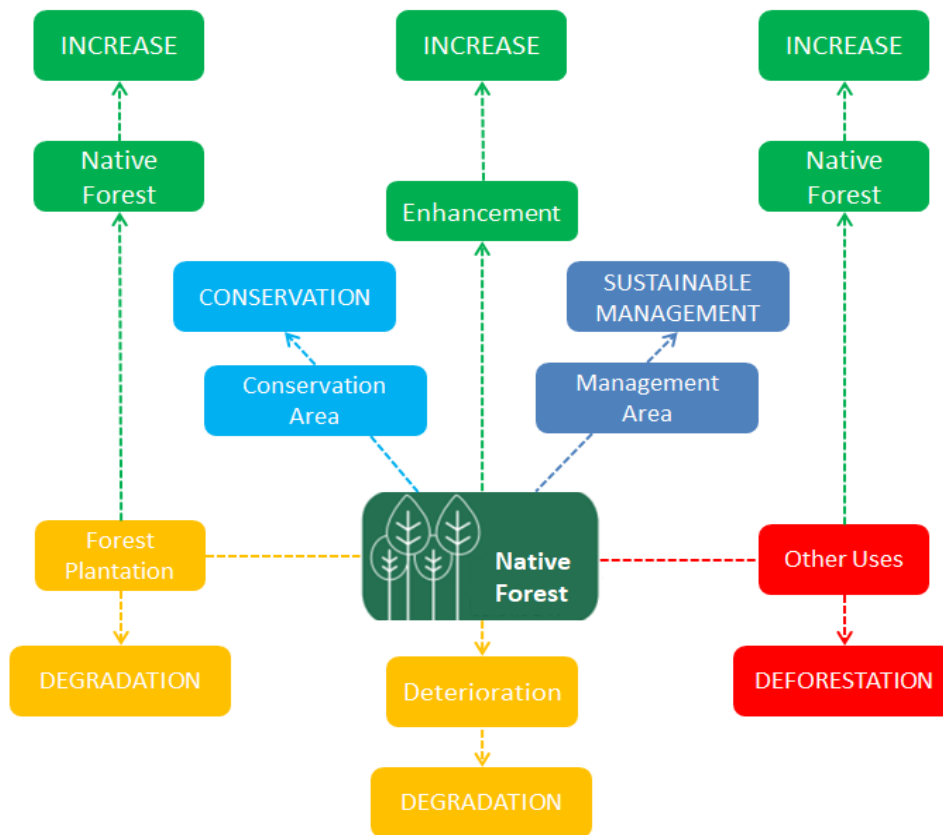 INCREASE
INCREASE
INCREASE
Native
Forest
Native
Forest
Enhancement
CONSERVATION
SUSTAINABLE
MANAGEMENT
Conservation
Area
Management
Area
Forest
Plantation
Native
Forest
Other Uses
DEGRADATION
Deterioration
DEFORESTATION
DEGRADATION